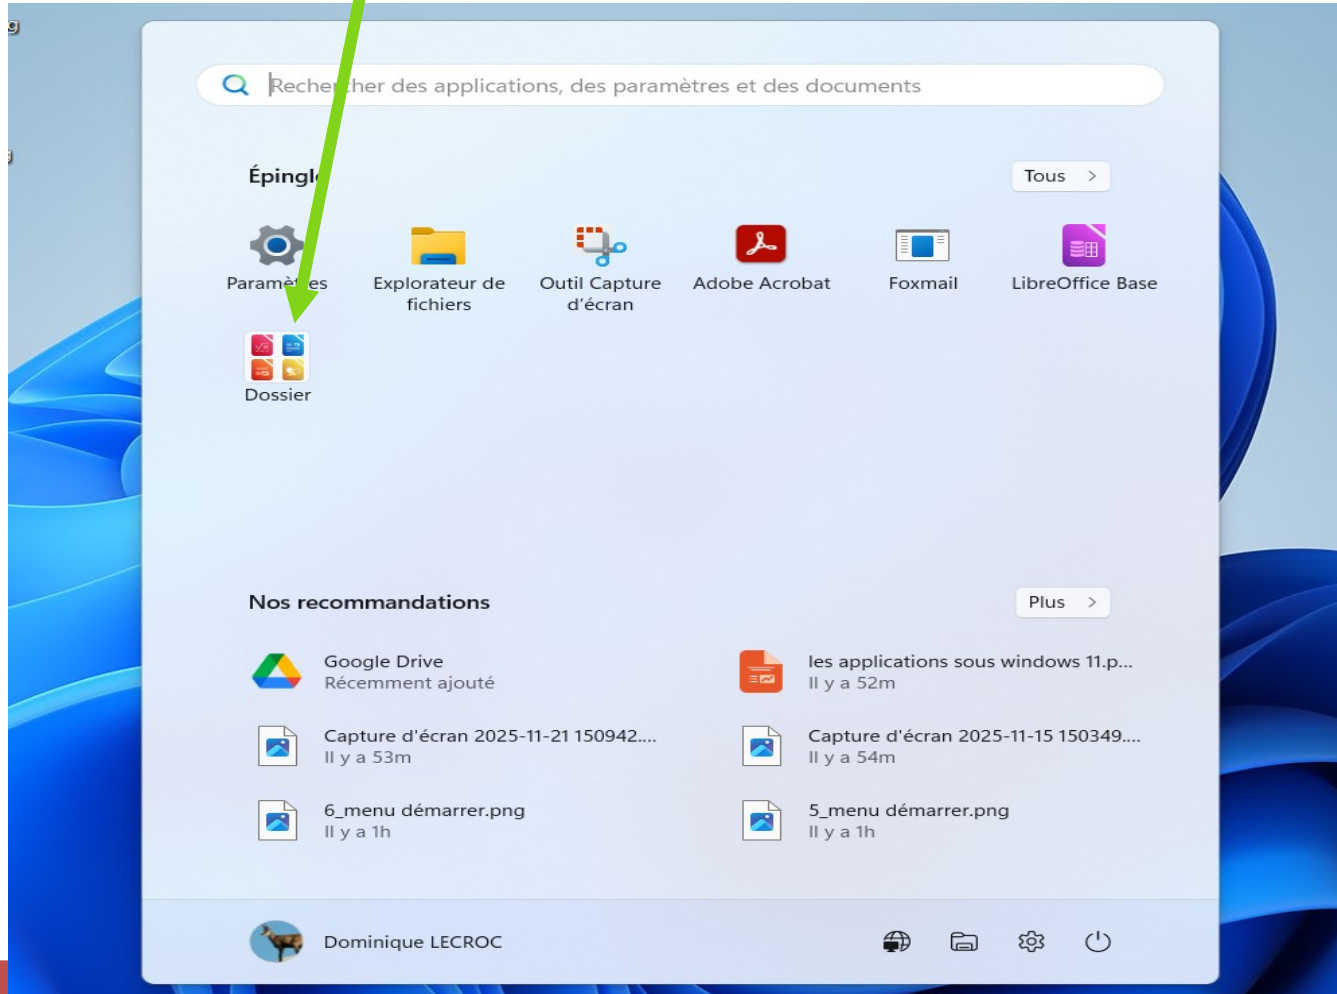 Rechercher des applications, des paramètres et des documents
Épinglé
Tous >
Paramètres
Explorateur de fichiers
Outil Capture d'écran
Adobe Acrobat
Foxmail
LibreOffice Base
Dossier
Nos recommandations
Plus >
Google Drive
Récemment ajouté
les applications sous windows 11.p...
Il y a 52m
Capture d'écran 2025-11-21 150942....
Il y a 53m
Capture d'écran 2025-11-15 150349....
Il y a 54m
6_menu démarrer.png
Il y a 1h
5_menu démarrer.png
Il y a 1h
Dominique LECROC